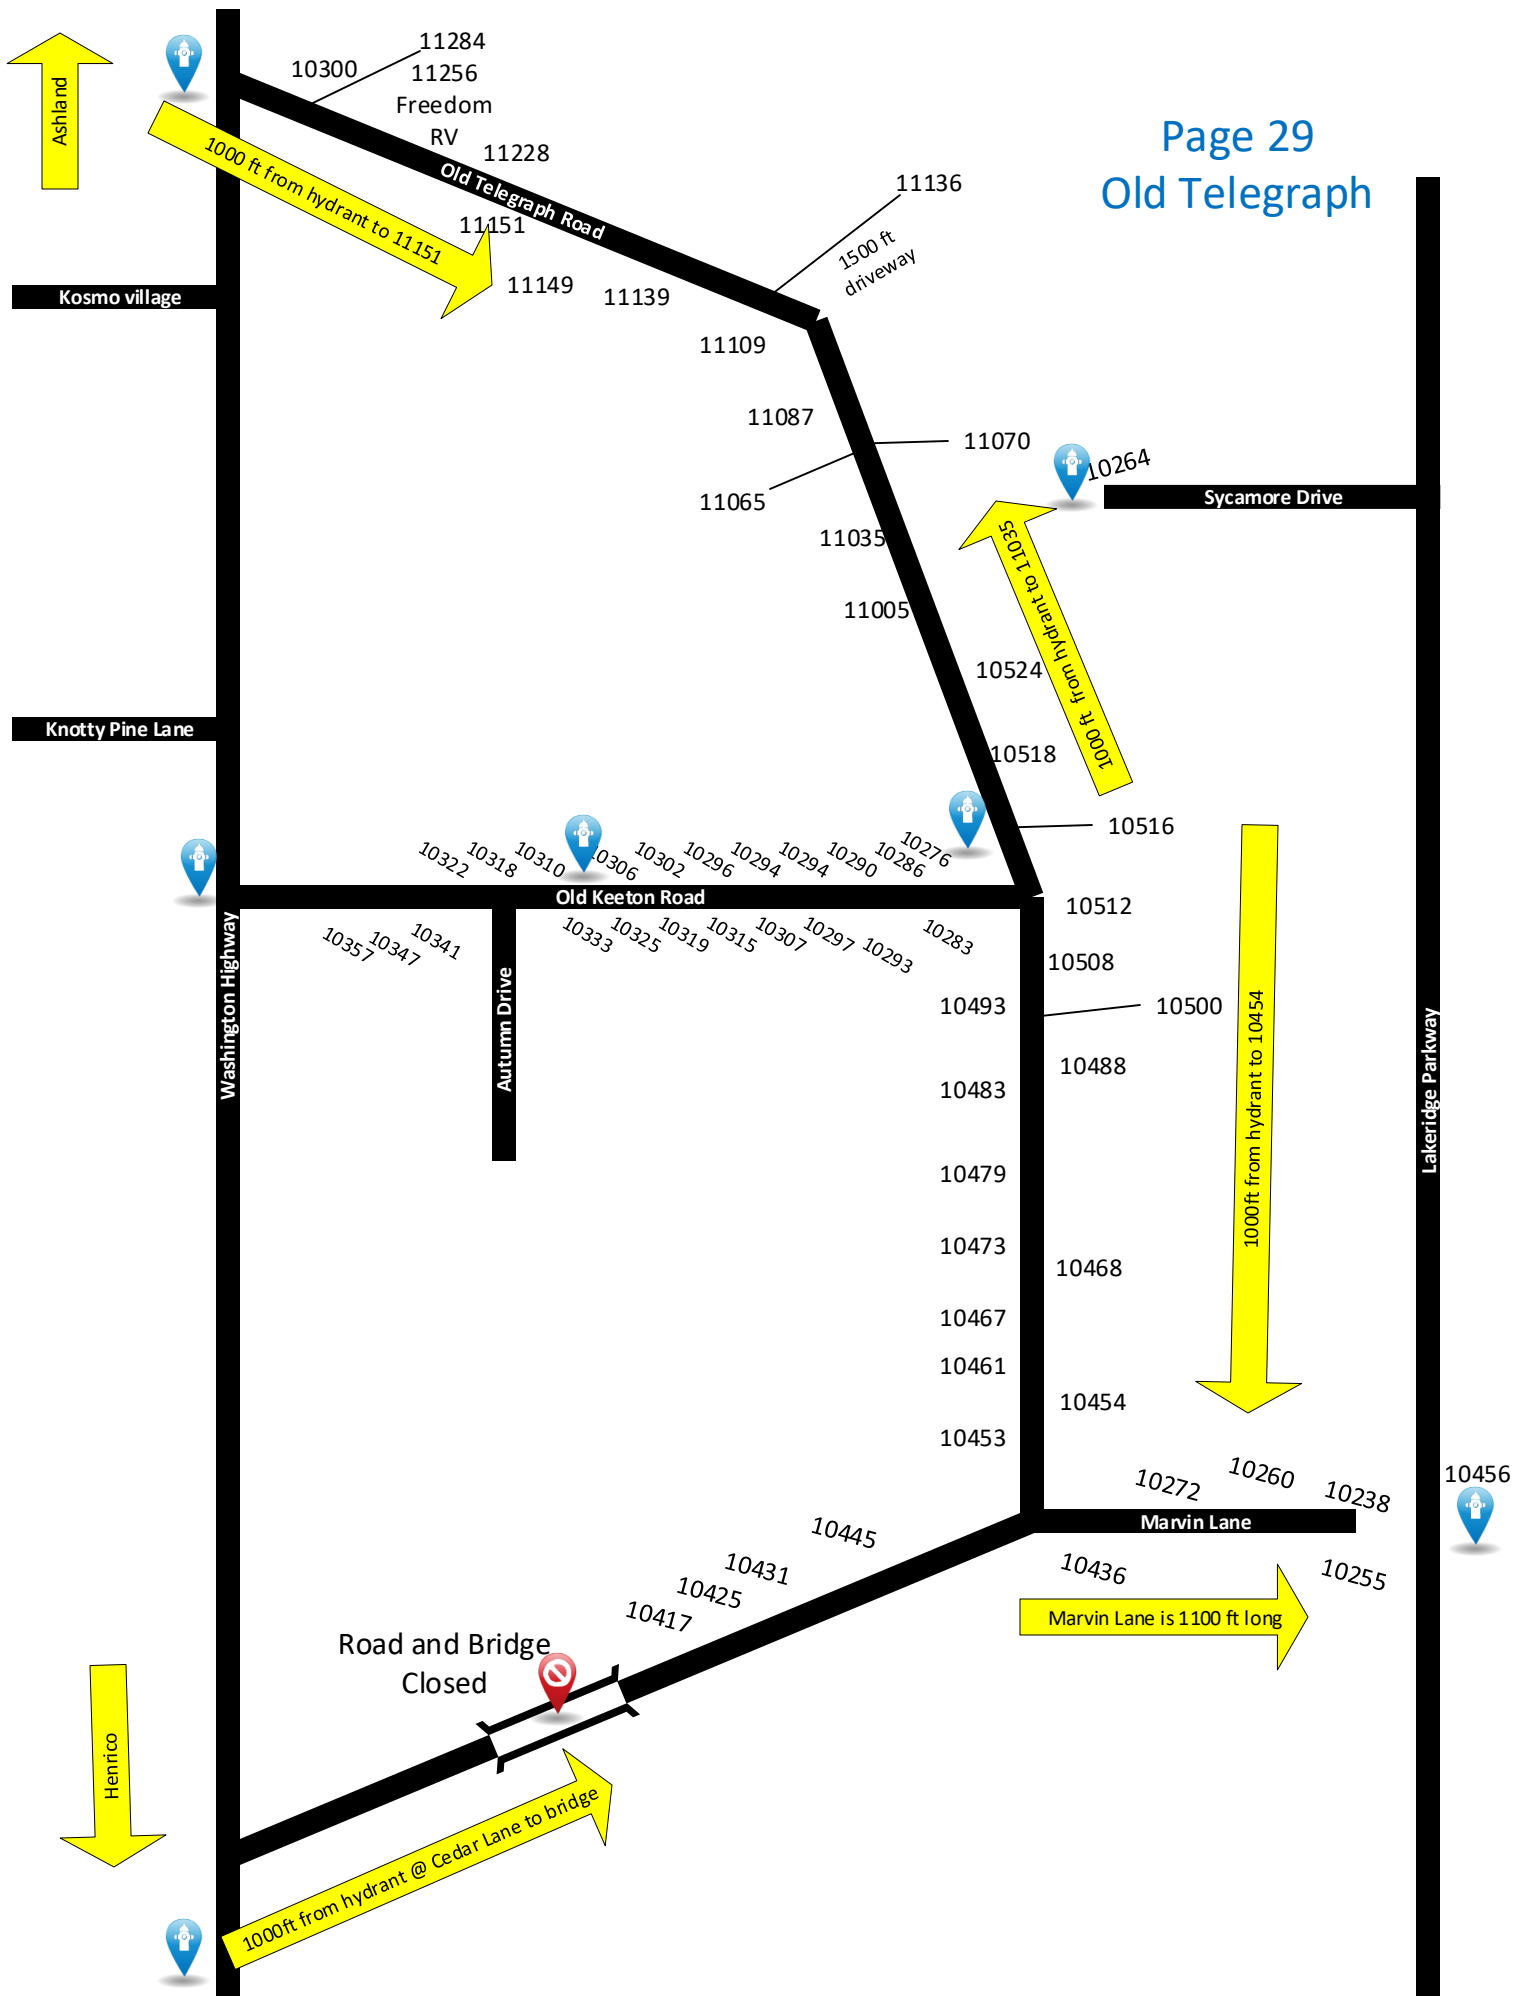 Page 29
Old Telegraph
Ashland
10300
11284
11256
Freedom
RV
11228
Old Telegraph Road
1000 ft from hydrant to 11151
11151
11149
11139
11136
1500 ft
driveway
Kosmo village
11109
11087
11070
11065
10264
Sycamore Drive
11035
11005
1000 ft from hydrant to 11035
10524
10518
Knotty Pine Lane
10516
10322
10318
10310
10306
10302
10296
10294
10294
10290
10286
10276
Old Keeton Road
10512
10357
10347
10341
10333
10325
10319
10315
10307
10297
10293
10283
10508
Washington Highway
Autumn Drive
10493
10500
10488
10483
1000ft from hydrant to 10454
Lakeridge Parkway
10479
10473
10468
10467
10461
10454
10453
10272
10260
10238
10456
Marvin Lane
10445
10431
10425
10417
10436
10255
Marvin Lane is 1100 ft long
Road and Bridge
Closed
Henrico
1000ft from hydrant @ Cedar Lane to bridge